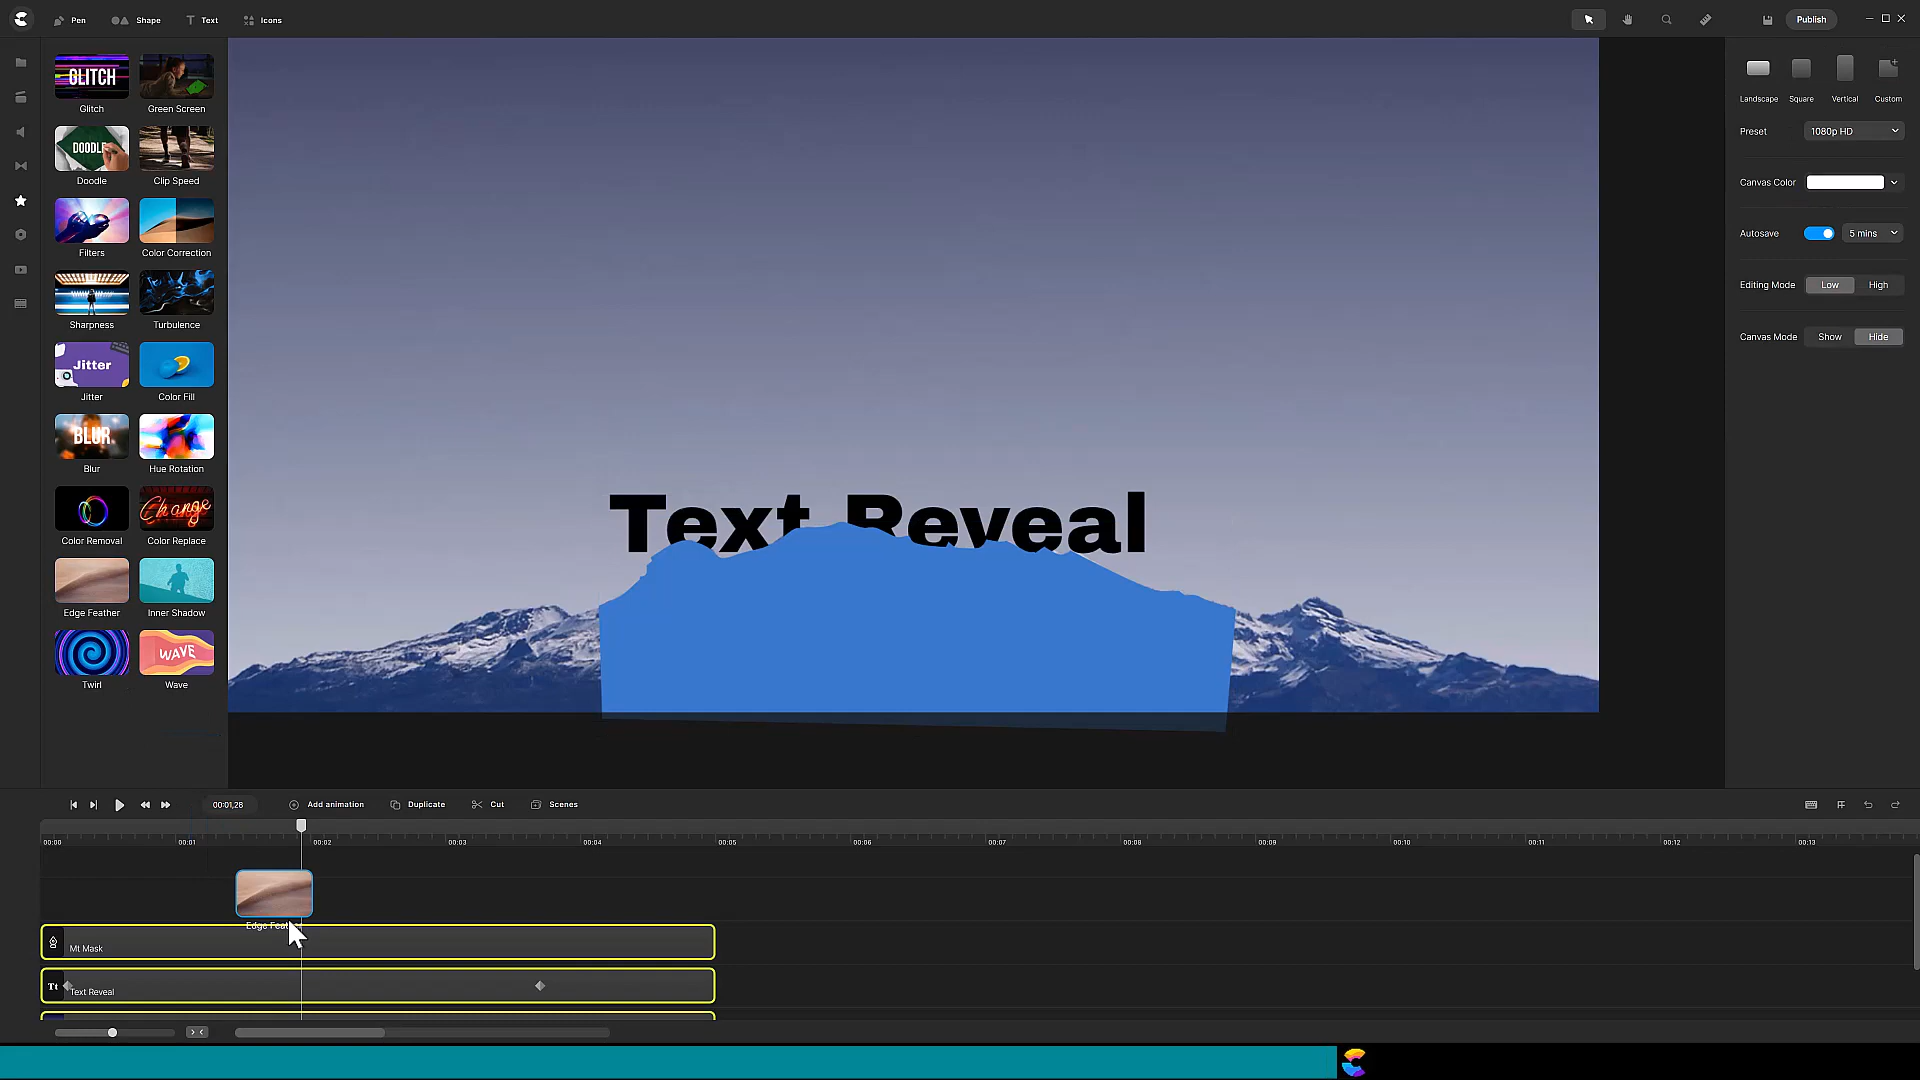 Pen
Shape
Text
Icons
Publish
GLITCH
Glitch
Green Screen
DOODLE
Doodle
Clip Speed
Filters
Color Correction
Sharpness
Turbulence
Jitter
Jitter
Color Fill
BLUR
Blur
Hue Rotation
Color Removal
Change
Color Replace
Edge Feather
Inner Shadow
Twirl
WAVE
Wave
Text Reveal
Landscape
Square
Vertical
Custom
Preset
1080p HD
Canvas Color
Autosave
5 mins
Editing Mode
Low
High
Canvas Mode
Show
Hide
00:01,28
Add animation
Duplicate
Cut
Scenes
00:00
00:01
00:02
00:03
00:04
00:05
00:06
00:07
00:08
00:09
00:10
00:11
00:12
00:13
Edge
Mt Mask
Tt
Text Reveal